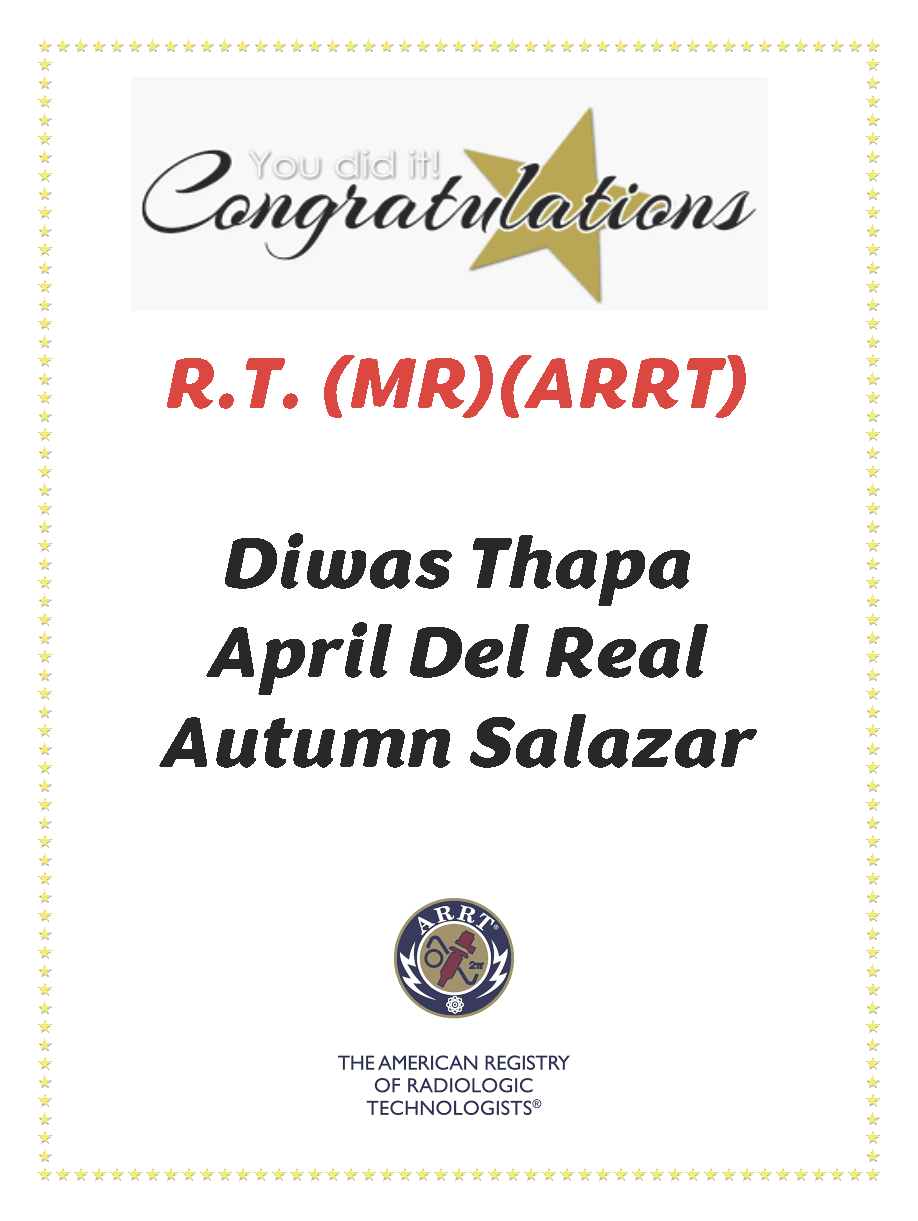 You did it!
Congratulations
R.T. (MR)(ARRT)
Diwas Thapa
April Del Real
Autumn Salazar
ARRT®
2π
THE AMERICAN REGISTRY
OF RADIOLOGIC
TECHNOLOGISTS®